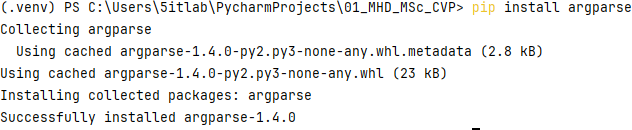 (.venv) PS C:\Users\5itlab\PycharmProjects\01_MHD_MSc_CVP> pip install argparse
Collecting argparse
  Using cached argparse-1.4.0-py2.py3-none-any.whl.metadata (2.8 kB)
Using cached argparse-1.4.0-py2.py3-none-any.whl (23 kB)
Installing collected packages: argparse
Successfully installed argparse-1.4.0